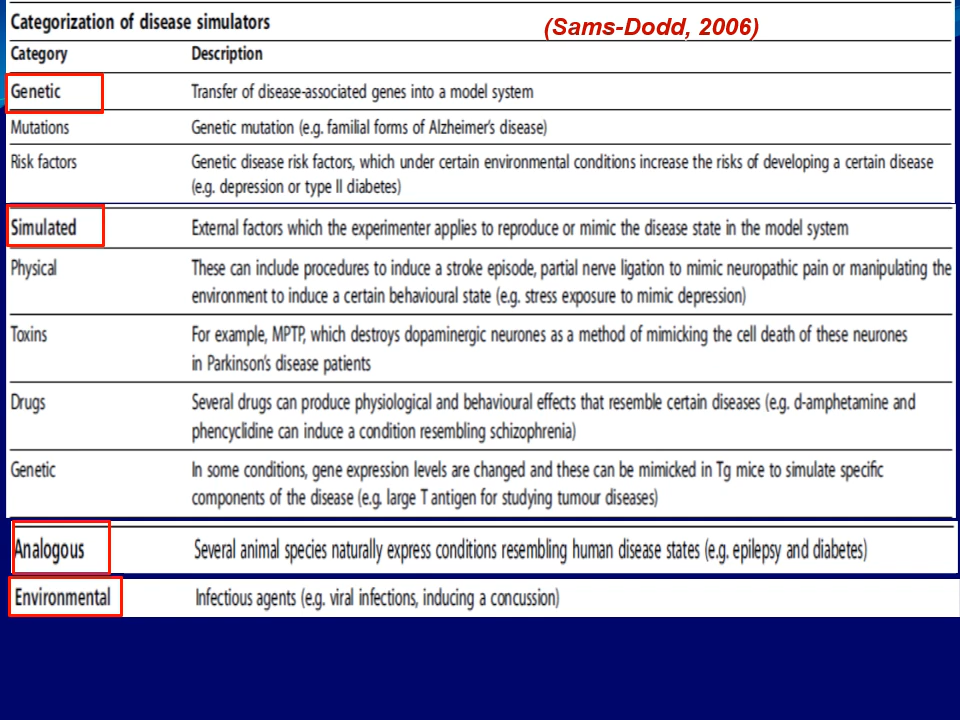 Categorization of disease simulators (Sams-Dodd, 2006)
Category Description
Genetic Transfer of disease-associated genes into a model system
Mutations Genetic mutation (e.g. familial forms of Alzheimer's disease)
Risk factors Genetic disease risk factors, which under certain environmental conditions increase the risks of developing a certain disease
(e.g. depression or type II diabetes)
Simulated External factors which the experimenter applies to reproduce or mimic the disease state in the model system
Physical These can include procedures to induce a stroke episode, partial nerve ligation to mimic neuropathic pain or manipulating the
environment to induce a certain behavioural state (e.g. stress exposure to mimic depression)
Toxins For example, MPTP, which destroys dopaminergic neurones as a method of mimicking the cell death of these neurones
in Parkinson's disease patients
Drugs Several drugs can produce physiological and behavioural effects that resemble certain diseases (e.g. d-amphetamine and
phencyclidine can induce a condition resembling schizophrenia)
Genetic In some conditions, gene expression levels are changed and these can be mimicked in Tg mice to simulate specific
components of the disease (e.g. large T antigen for studying tumour diseases)
Analogous Several animal species naturally express conditions resembling human disease states (e.g. epilepsy and diabetes)
Environmental Infectious agents (e.g. viral infections, inducing a concussion)